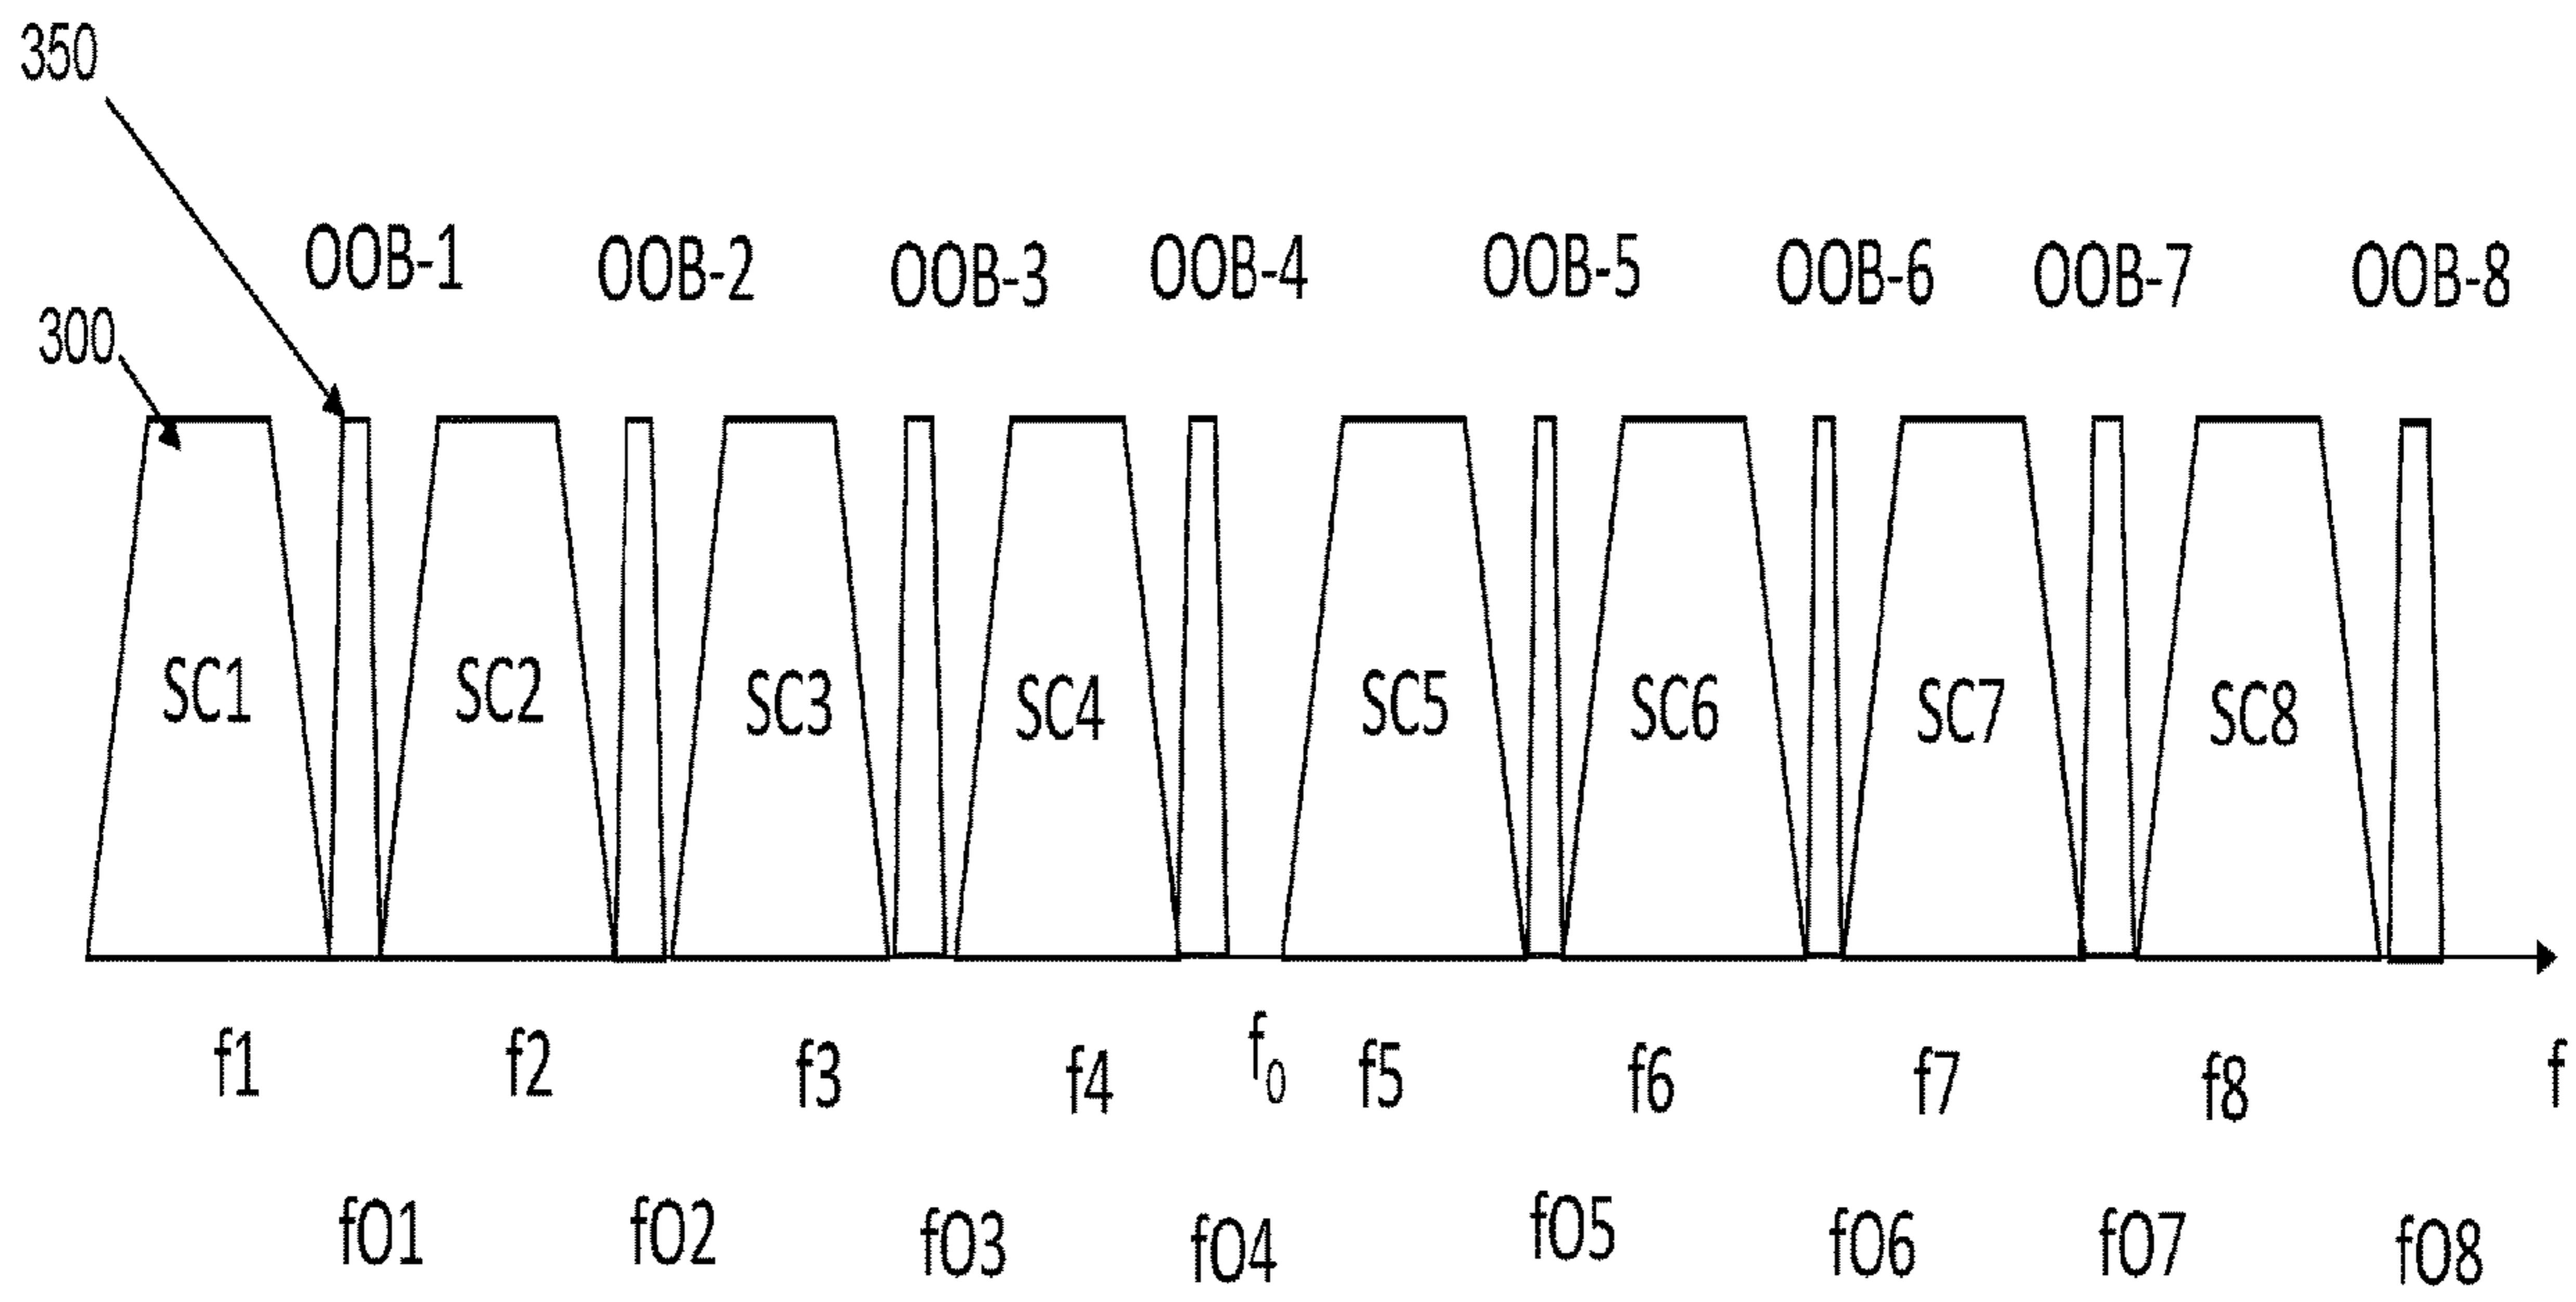 350
OOB-1 OOB-2 OOB-3 OOB-4 OOB-5 OOB-6 OOB-7 OOB-8
300
SC1 SC2 SC3 SC4 SC5 SC6 SC7 SC8
f1 f2 f3 f4 f₀ f5 f6 f7 f8 f
fO1 fO2 fO3 fO4 fO5 fO6 fO7 fO8